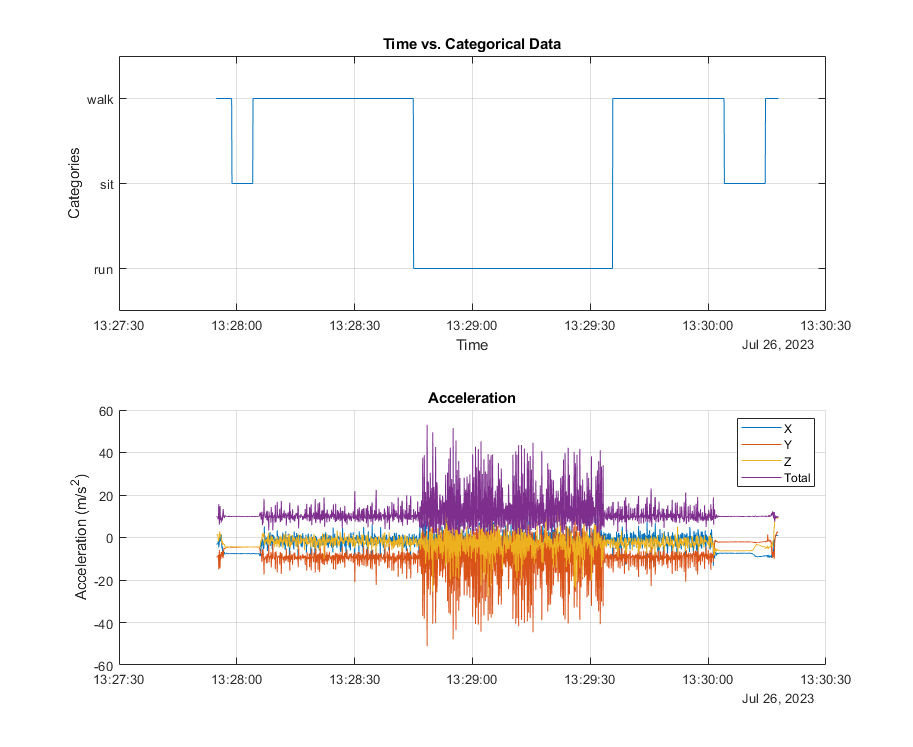 Time vs. Categorical Data
Categories
walk
sit
run
13:27:30 13:28:00 13:28:30 13:29:00 13:29:30 13:30:00 13:30:30
Time
Jul 26, 2023
Acceleration
Acceleration (m/s²)
60
40
20
0
-20
-40
-60
X
Y
Z
Total
13:27:30 13:28:00 13:28:30 13:29:00 13:29:30 13:30:00 13:30:30
Jul 26, 2023